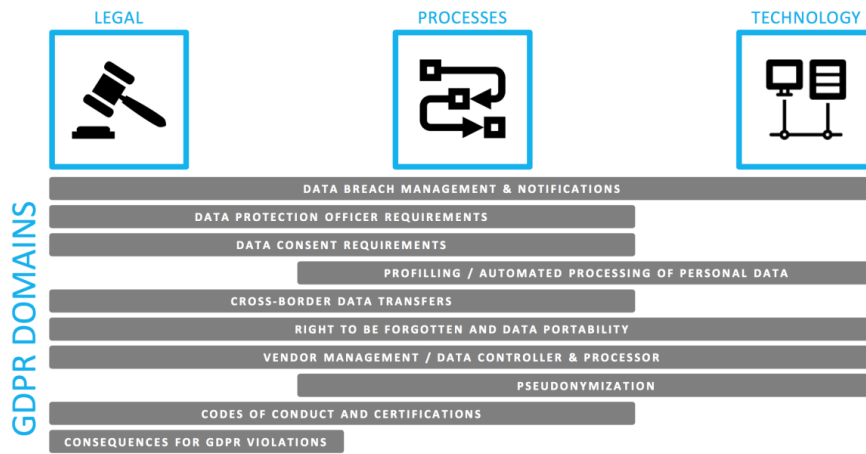 LEGAL
PROCESSES
TECHNOLOGY
GDPR DOMAINS
DATA BREACH MANAGEMENT & NOTIFICATIONS
DATA PROTECTION OFFICER REQUIREMENTS
DATA CONSENT REQUIREMENTS
PROFILLING / AUTOMATED PROCESSING OF PERSONAL DATA
CROSS-BORDER DATA TRANSFERS
RIGHT TO BE FORGOTTEN AND DATA PORTABILITY
VENDOR MANAGEMENT / DATA CONTROLLER & PROCESSOR
PSEUDONYMIZATION
CODES OF CONDUCT AND CERTIFICATIONS
CONSEQUENCES FOR GDPR VIOLATIONS